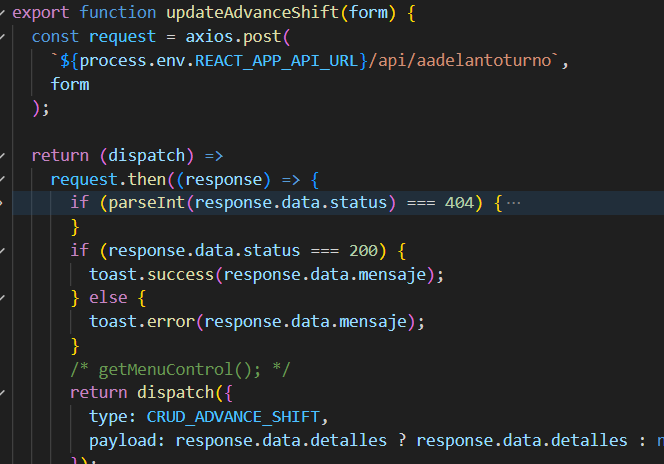 export function updateAdvanceShift(form) {
const request = axios.post(
`${process.env.REACT_APP_API_URL}/api/aadelantoturno`,
form
);
return (dispatch) =>
request.then((response) => {
if (parseInt(response.data.status) === 404) {⋯
}
if (response.data.status === 200) {
toast.success(response.data.mensaje);
} else {
toast.error(response.data.mensaje);
}
/* getMenuControl(); */
return dispatch({
type: CRUD_ADVANCE_SHIFT,
payload: response.data.detalles ? response.data.detalles :
});